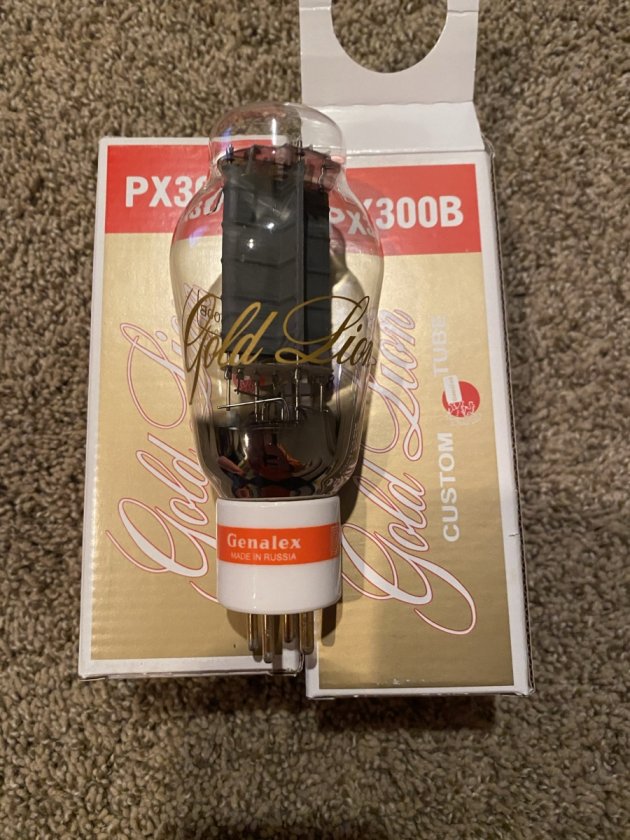 PX300B
Gold Lion
Gold Lion
Gold Lion
CUSTOM TUBE
Genalex
MADE IN RUSSIA